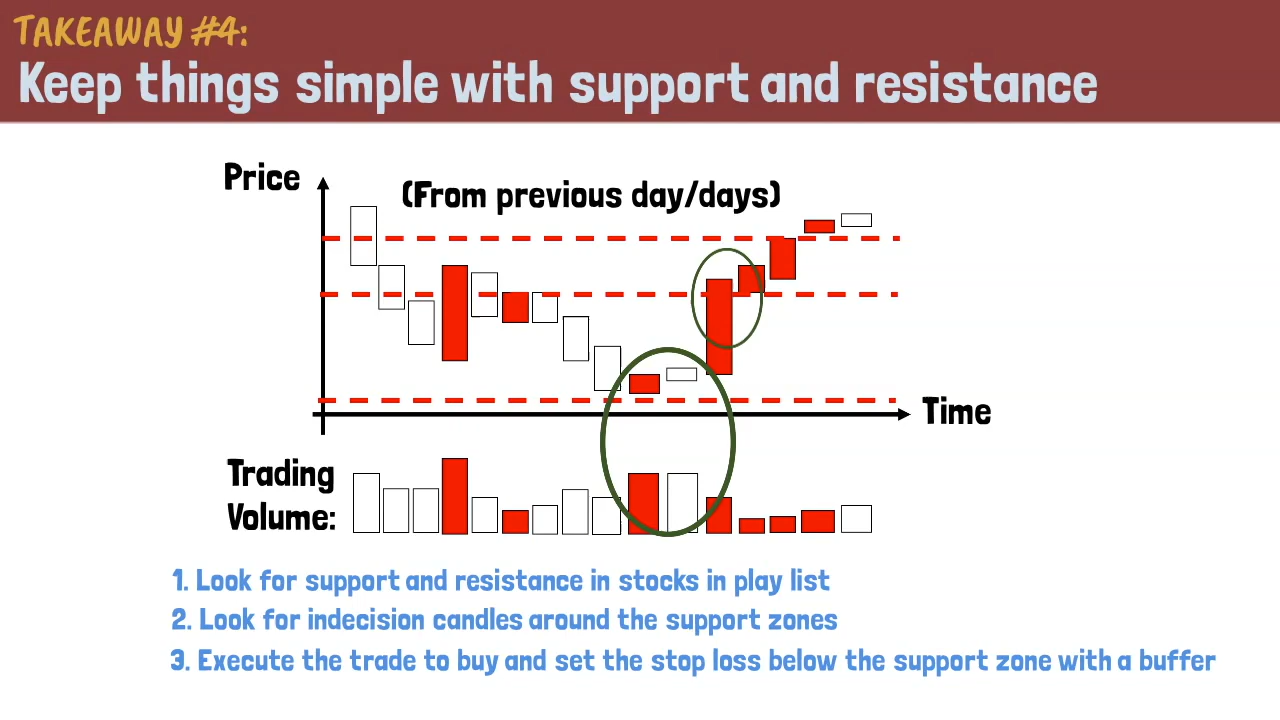 TAKEAWAY #4:
Keep things simple with support and resistance
Price
(From previous day/days)
Time
Trading
Volume:
1. Look for support and resistance in stocks in play list
2. Look for indecision candles around the support zones
3. Execute the trade to buy and set the stop loss below the support zone with a buffer